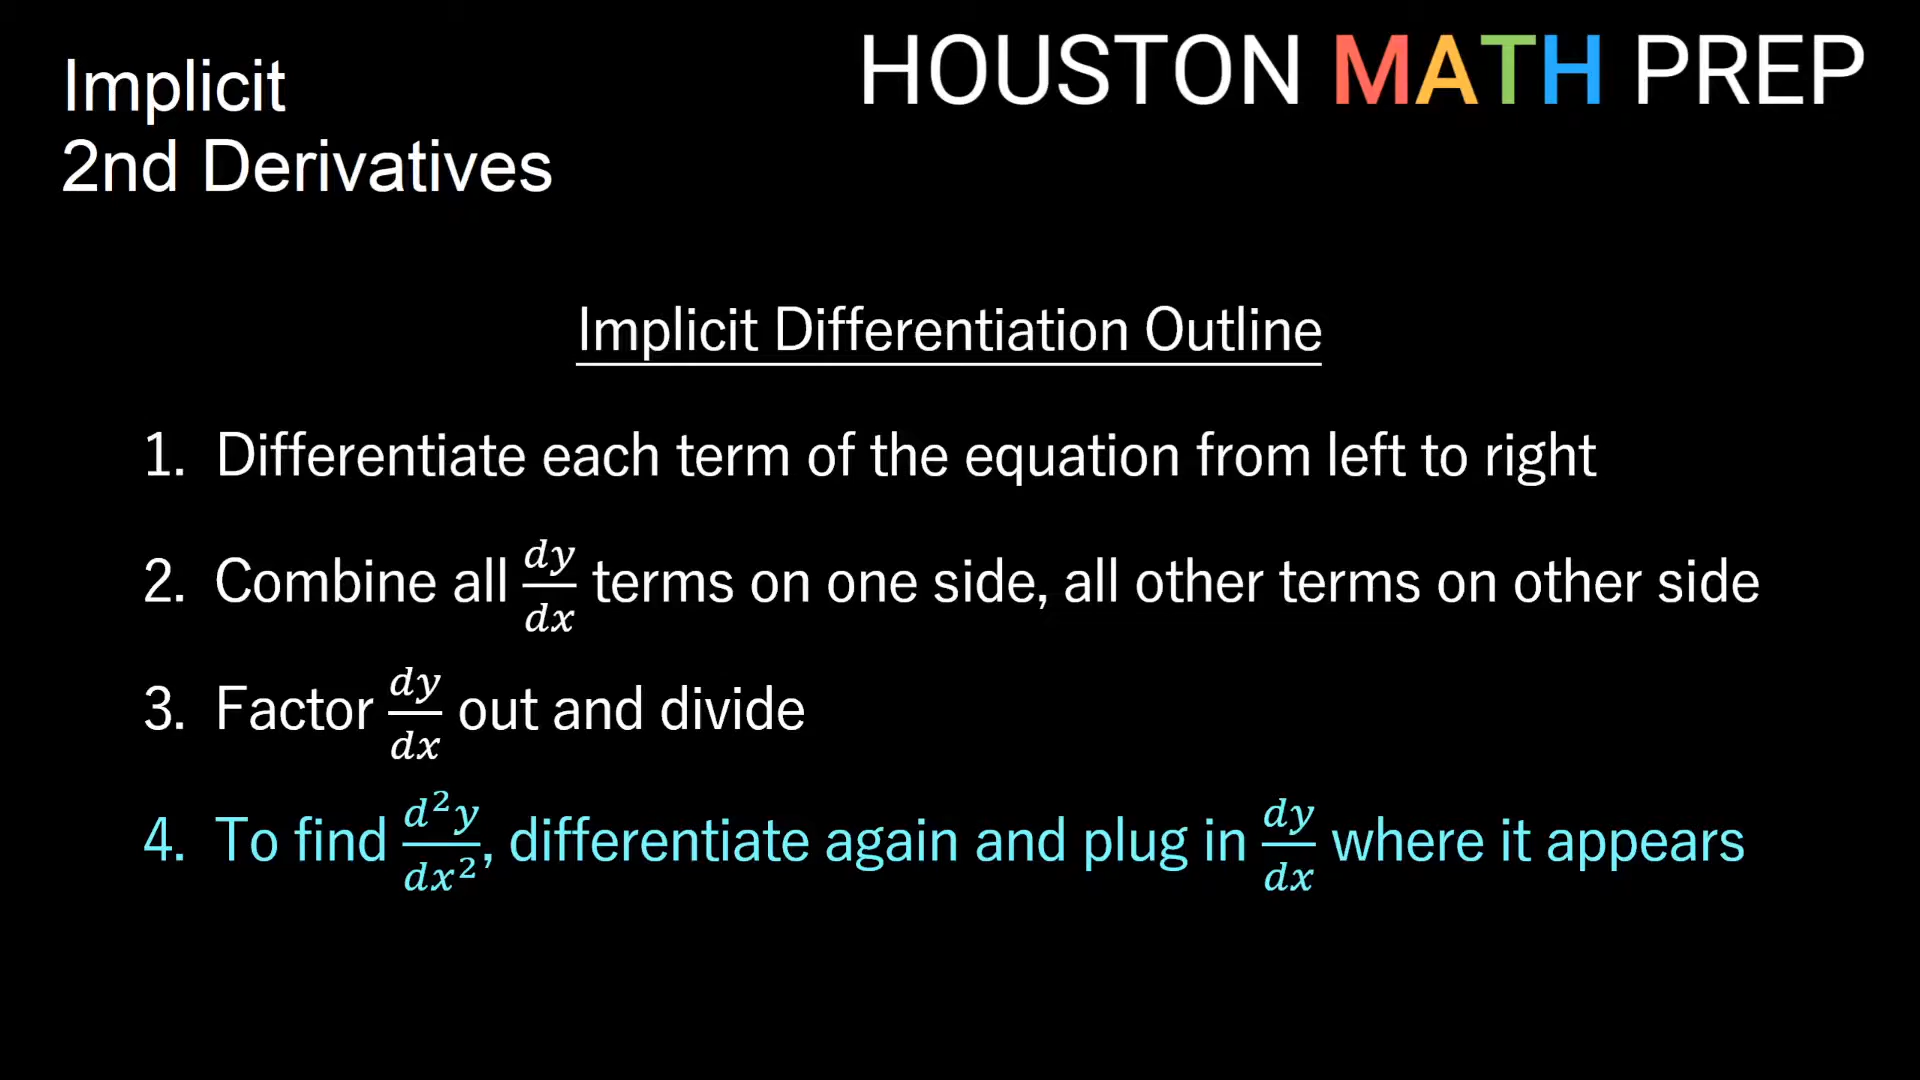 Implicit
2nd Derivatives
HOUSTON MATH PREP
Implicit Differentiation Outline
1. Differentiate each term of the equation from left to right
2. Combine all dy/dx terms on one side, all other terms on other side
3. Factor dy/dx out and divide
4. To find d²y/dx², differentiate again and plug in dy/dx where it appears